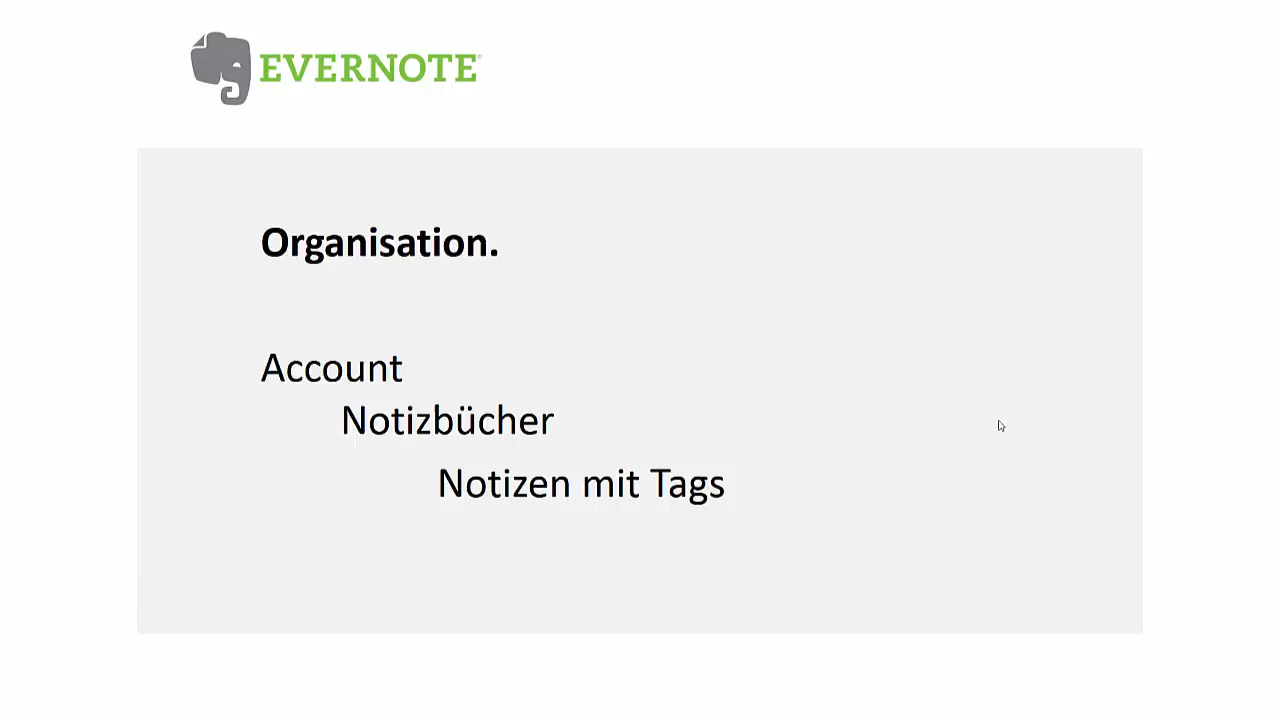 EVERNOTE
Organisation.
Account
Notizbücher
Notizen mit Tags